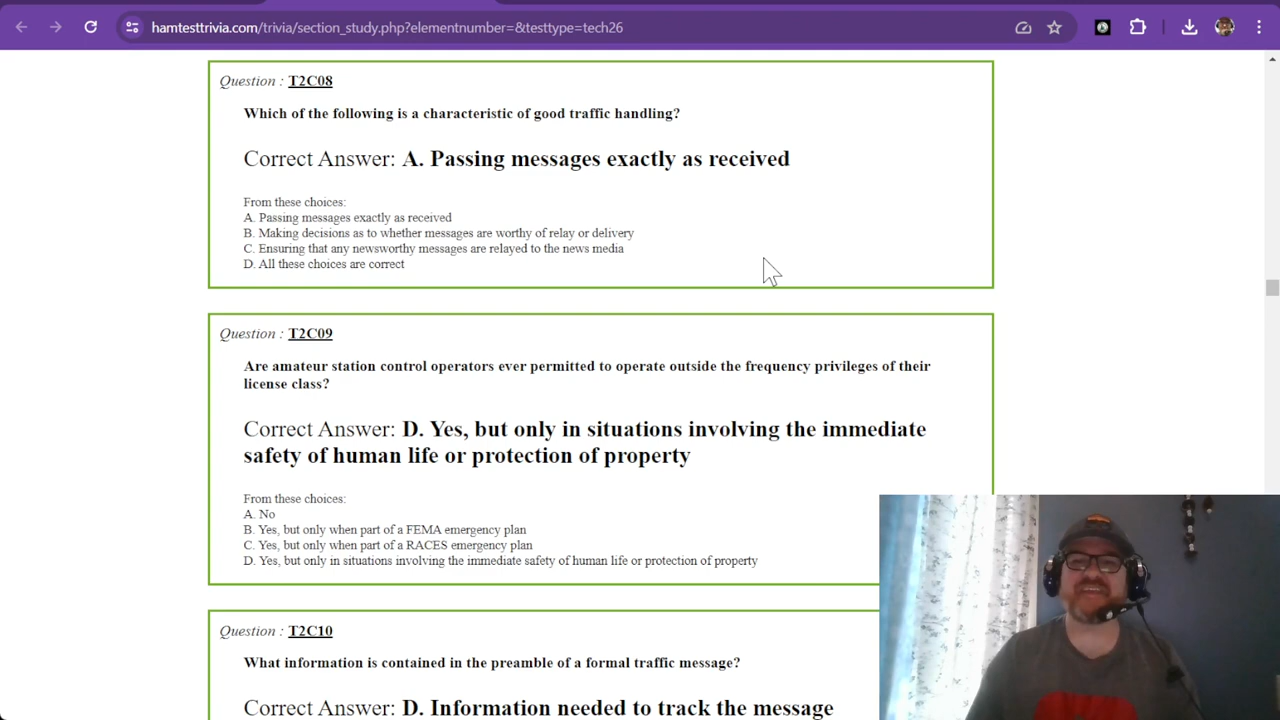 hamtesttrivia.com/trivia/section_study.php?elementnumber=&testtype=tech26
Question : T2C08
Which of the following is a characteristic of good traffic handling?
Correct Answer: A. Passing messages exactly as received
From these choices:
A. Passing messages exactly as received
B. Making decisions as to whether messages are worthy of relay or delivery
C. Ensuring that any newsworthy messages are relayed to the news media
D. All these choices are correct
Question : T2C09
Are amateur station control operators ever permitted to operate outside the frequency privileges of their
license class?
Correct Answer: D. Yes, but only in situations involving the immediate
safety of human life or protection of property
From these choices:
A. No
B. Yes, but only when part of a FEMA emergency plan
C. Yes, but only when part of a RACES emergency plan
D. Yes, but only in situations involving the immediate safety of human life or protection of property
Question : T2C10
What information is contained in the preamble of a formal traffic message?
Correct Answer: D. Information needed to track the message